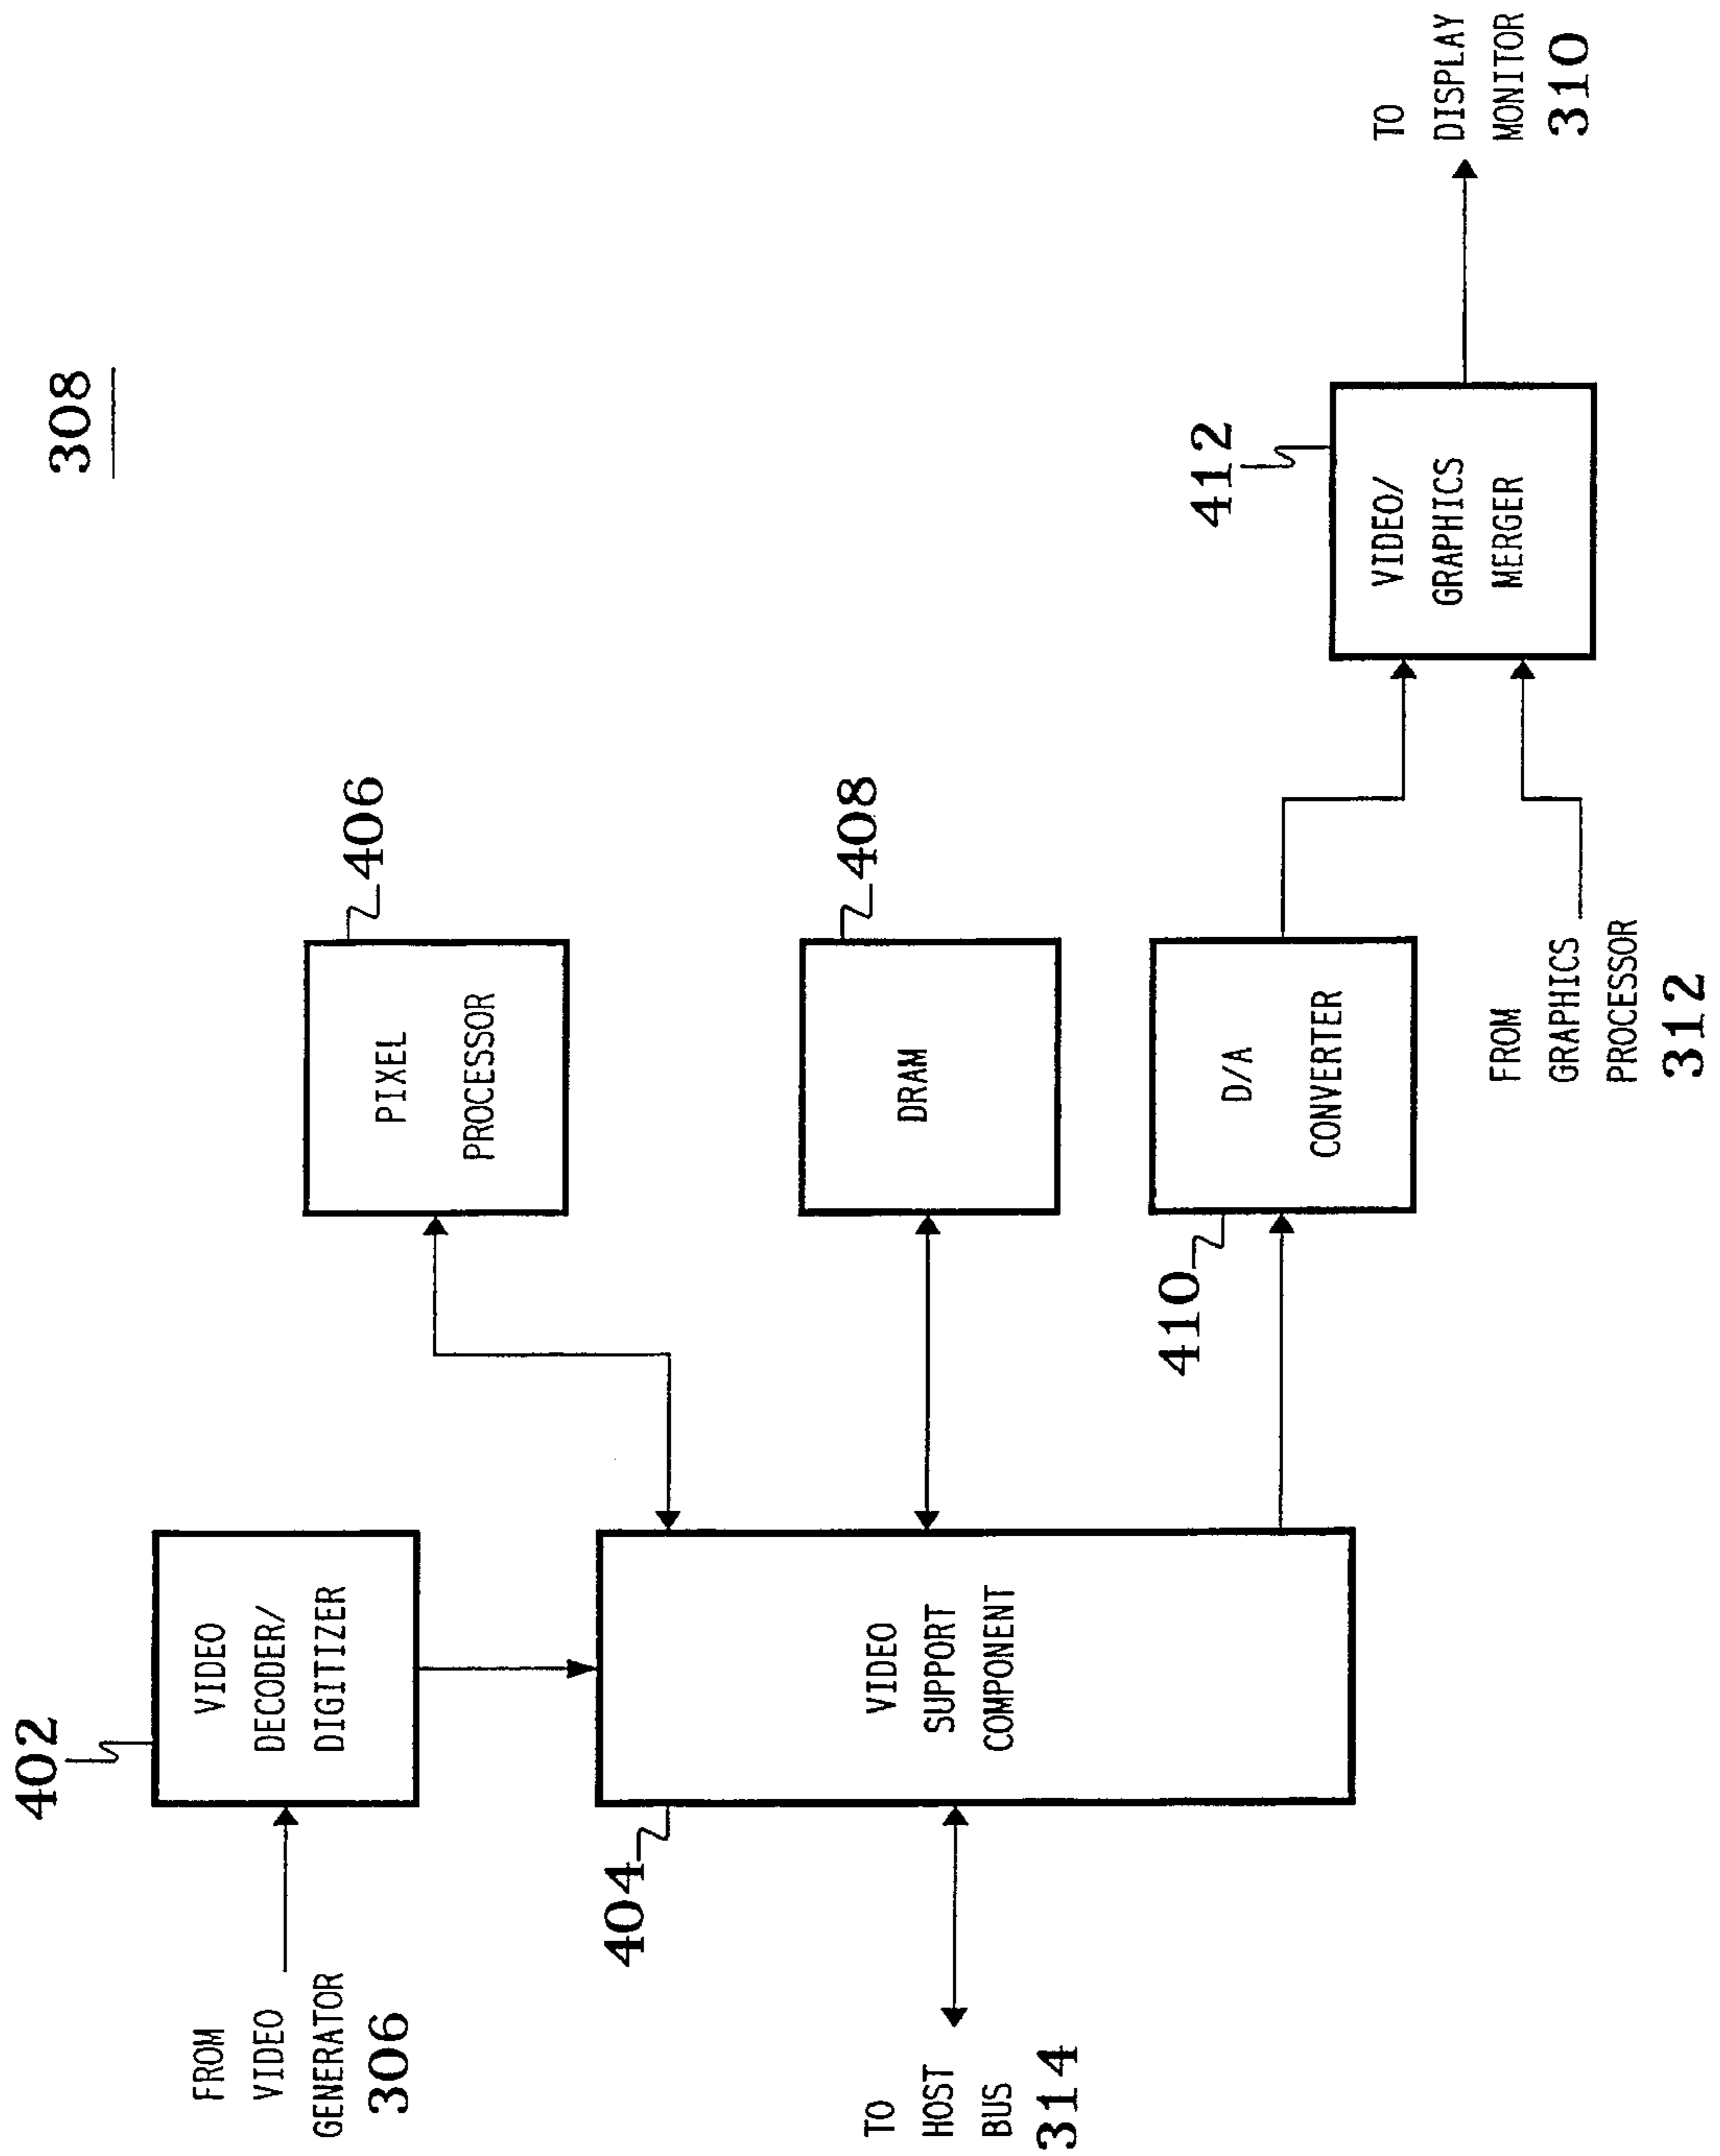 308
402
VIDEO
DECODER/
DIGITIZER
FROM
VIDEO
GENERATOR
306
PIXEL
PROCESSOR
406
404
VIDEO
SUPPORT
COMPONENT
TO
HOST
BUS
314
DRAM
408
410
D/A
CONVERTER
412
VIDEO/
GRAPHICS
MERGER
FROM
GRAPHICS
PROCESSOR
312
TO
DISPLAY
MONITOR
310